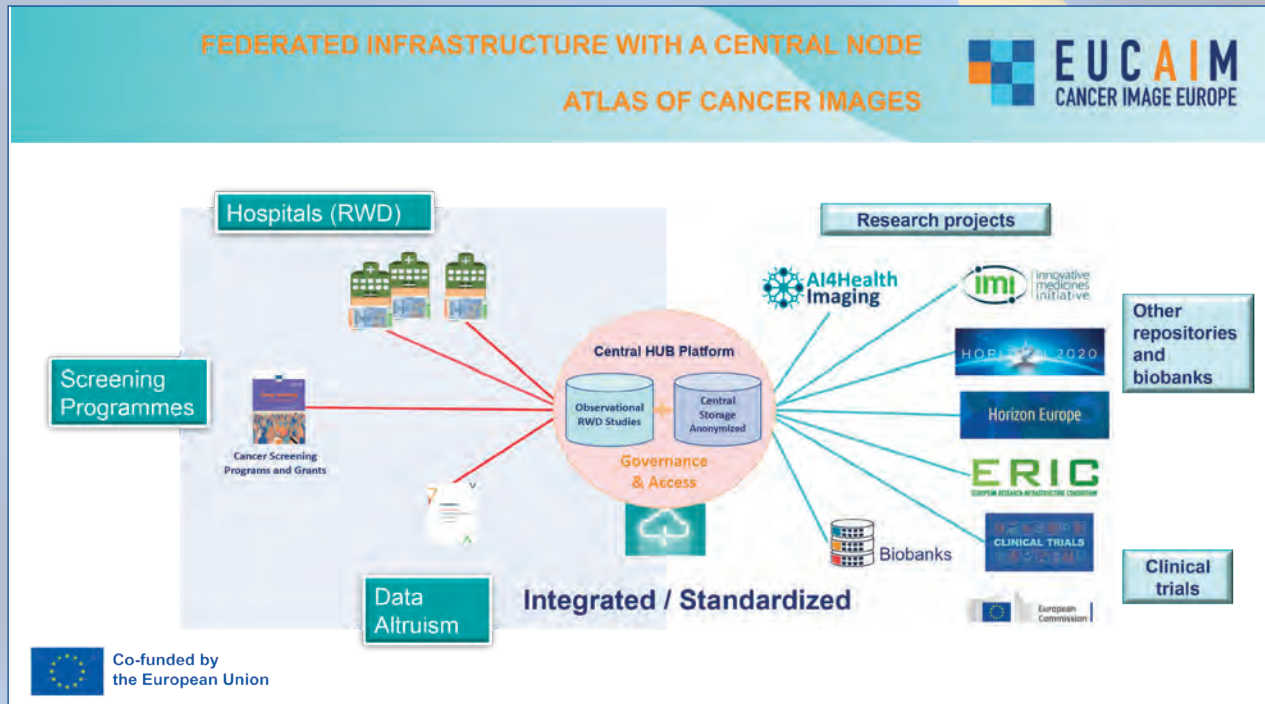 FEDERATED INFRASTRUCTURE WITH A CENTRAL NODE
ATLAS OF CANCER IMAGES
EUCAIM
CANCER IMAGE EUROPE
Hospitals (RWD)
Research projects
AI4Health
Imaging
imi
innovative
medicines
initiative
Other
repositories
and
biobanks
HORIZON 2020
Central HUB Platform
Screening
Programmes
Observational
RWD Studies
Central
Storage
Anonymized
Horizon Europe
Cancer Screening
Programs and Grants
Governance
& Access
ERIC
EUROPEAN RESEARCH INFRASTRUCTURE CONSORTIUM
CLINICAL TRIALS
Biobanks
Clinical
trials
Data
Altruism
Integrated / Standardized
European
Commission
Co-funded by
the European Union